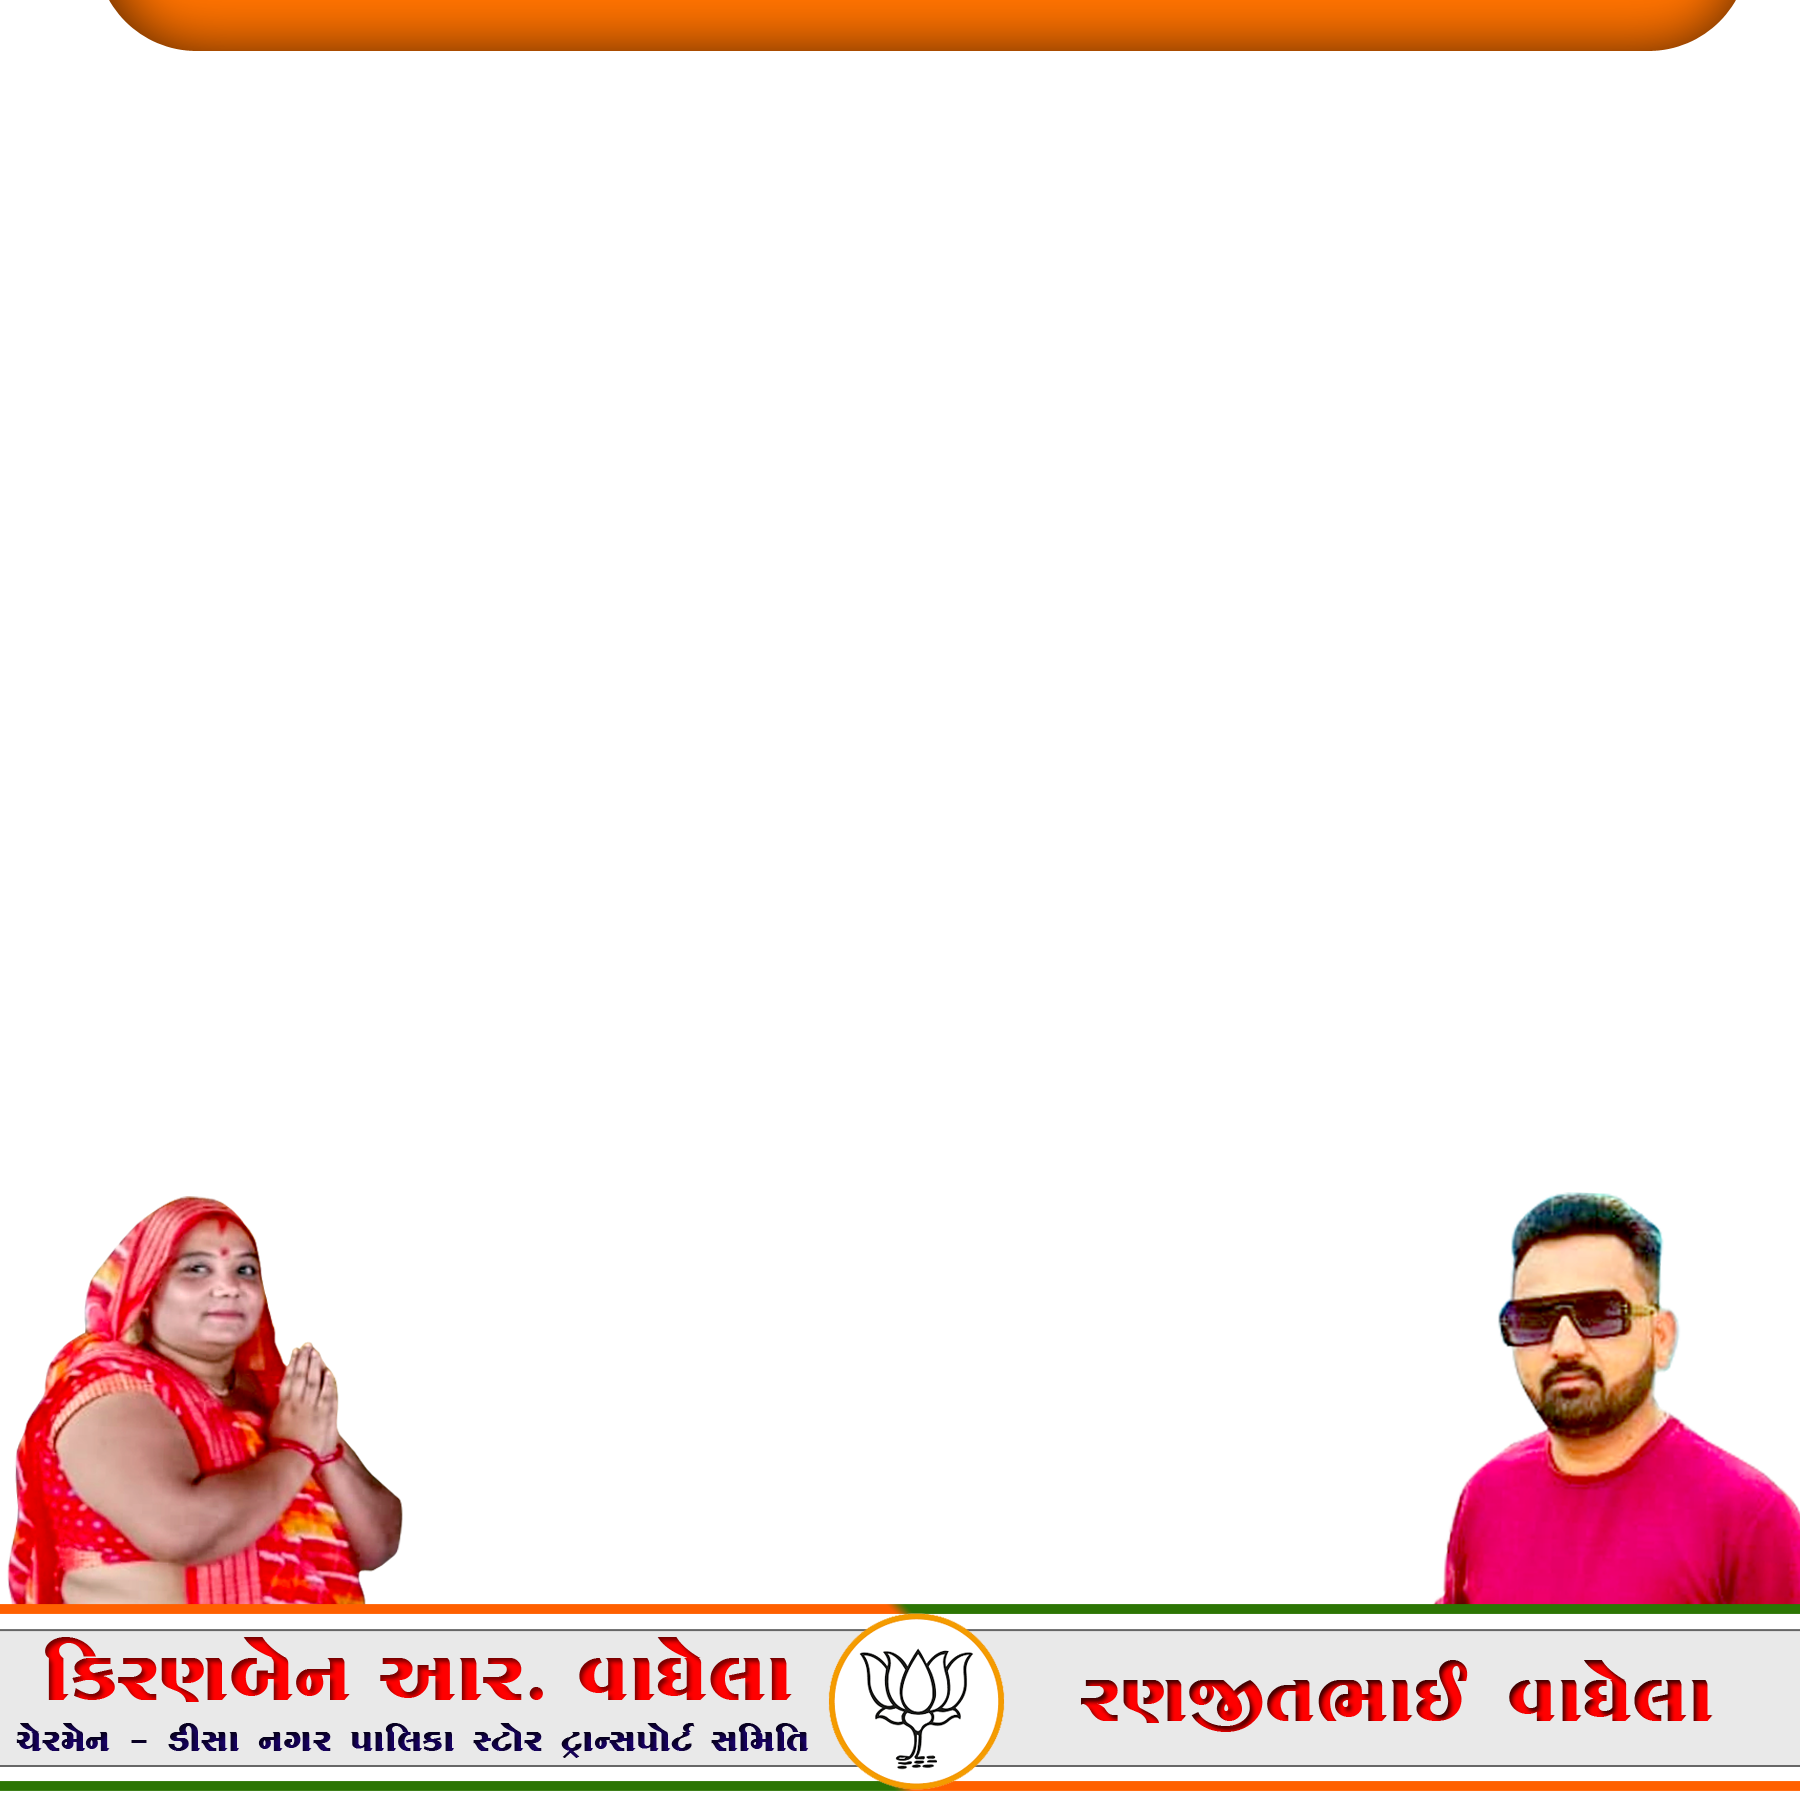 કિરણબેન આર. વાઘેલા
ચેરમેન - ડીસા નગર પાલિકા સ્ટોર ટ્રાન્સપોર્ટ સમિતિ
રણજીતભાઈ વાઘેલા